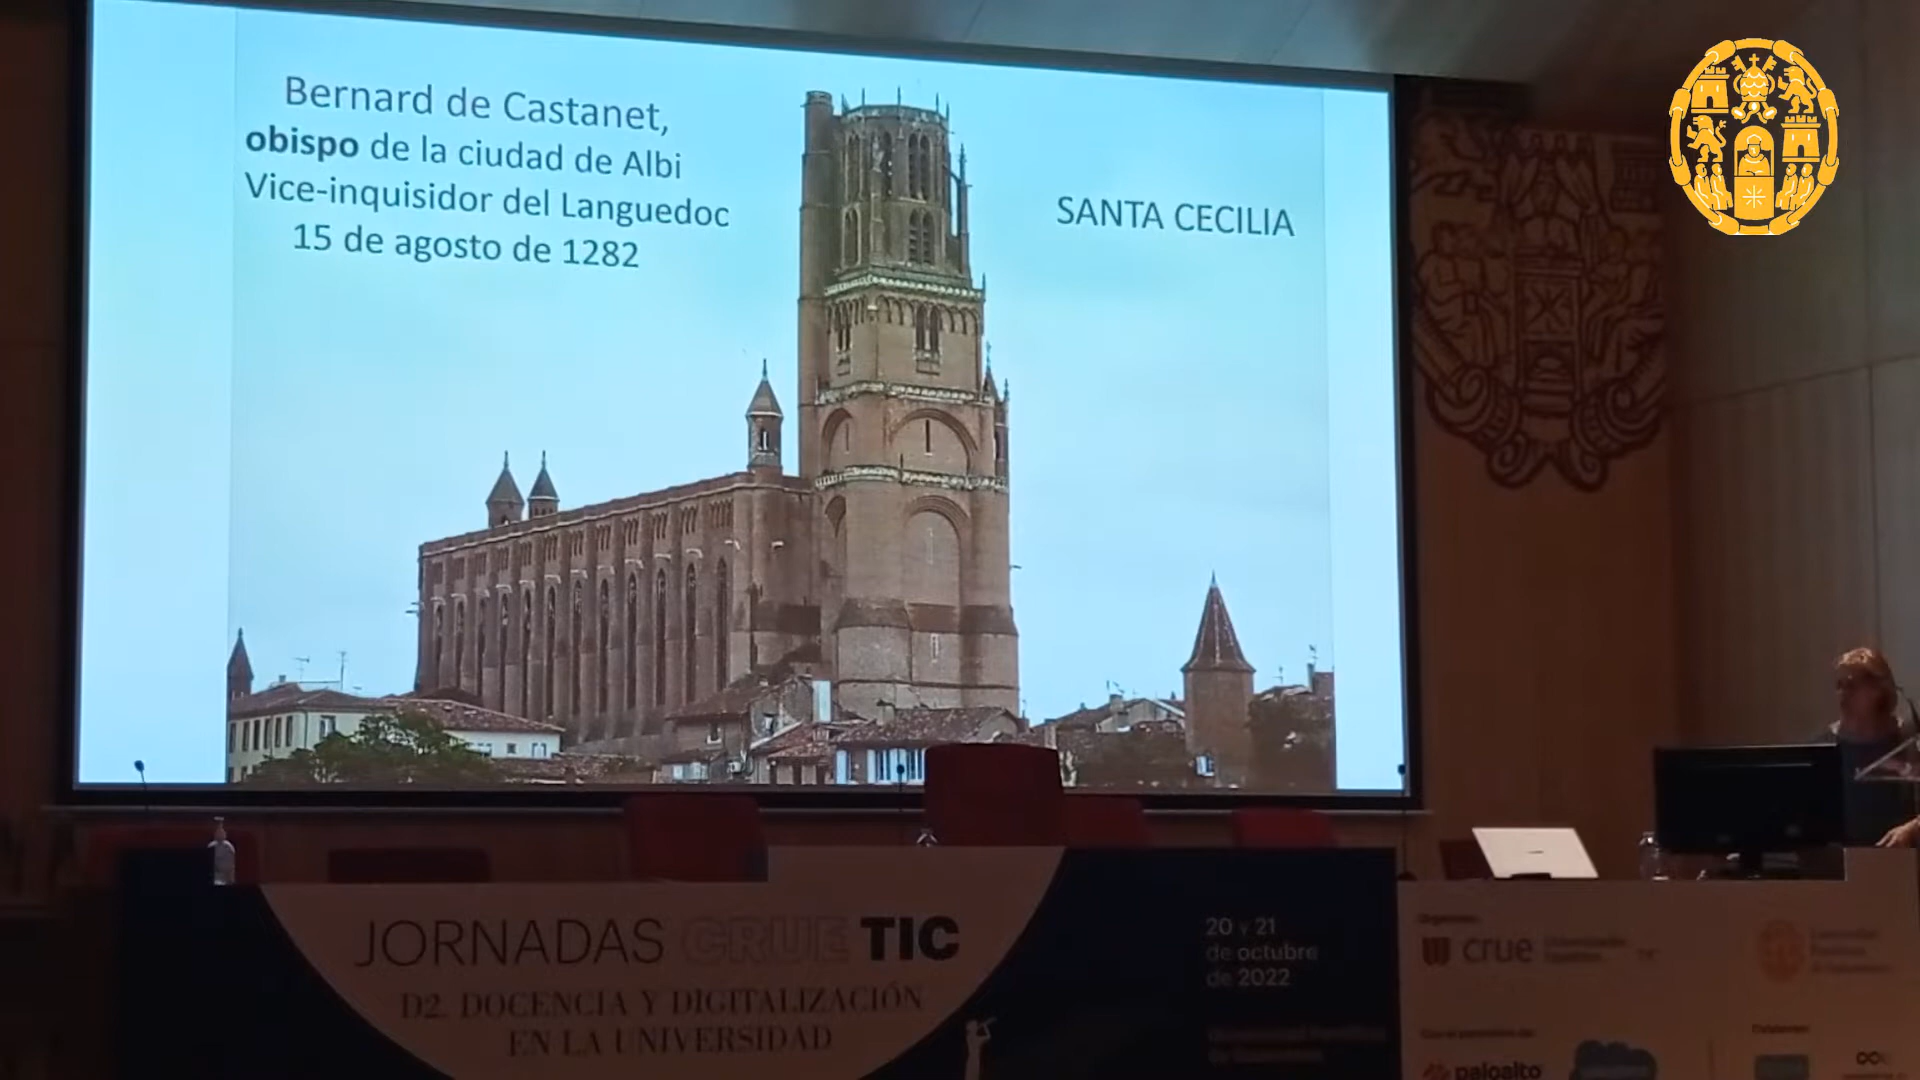 Bernard de Castanet,
obispo de la ciudad de Albi
Vice-inquisidor del Languedoc
15 de agosto de 1282
SANTA CECILIA
JORNADAS CRUE TIC
D2. DOCENCIA Y DIGITALIZACIÓN
EN LA UNIVERSIDAD
20 y 21
de octubre
de 2022
crue
paloalto